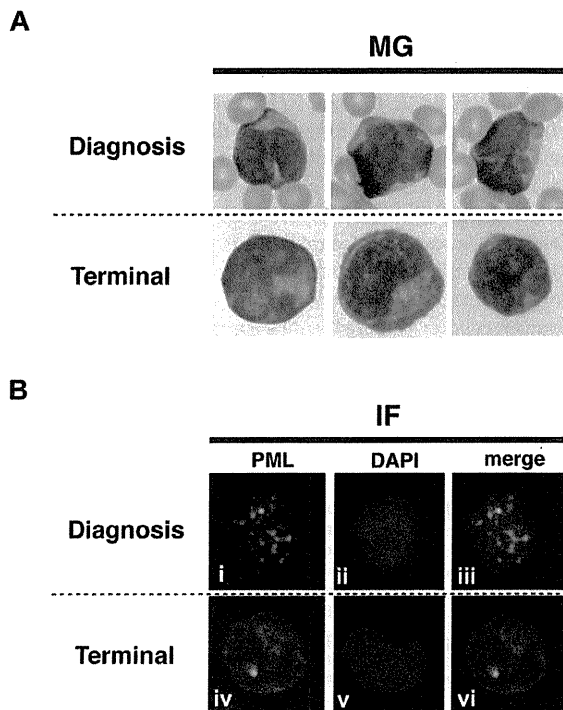 A
MG
Diagnosis
Terminal
B
IF
PML DAPI merge
Diagnosis
i ii iii
Terminal
iv v vi